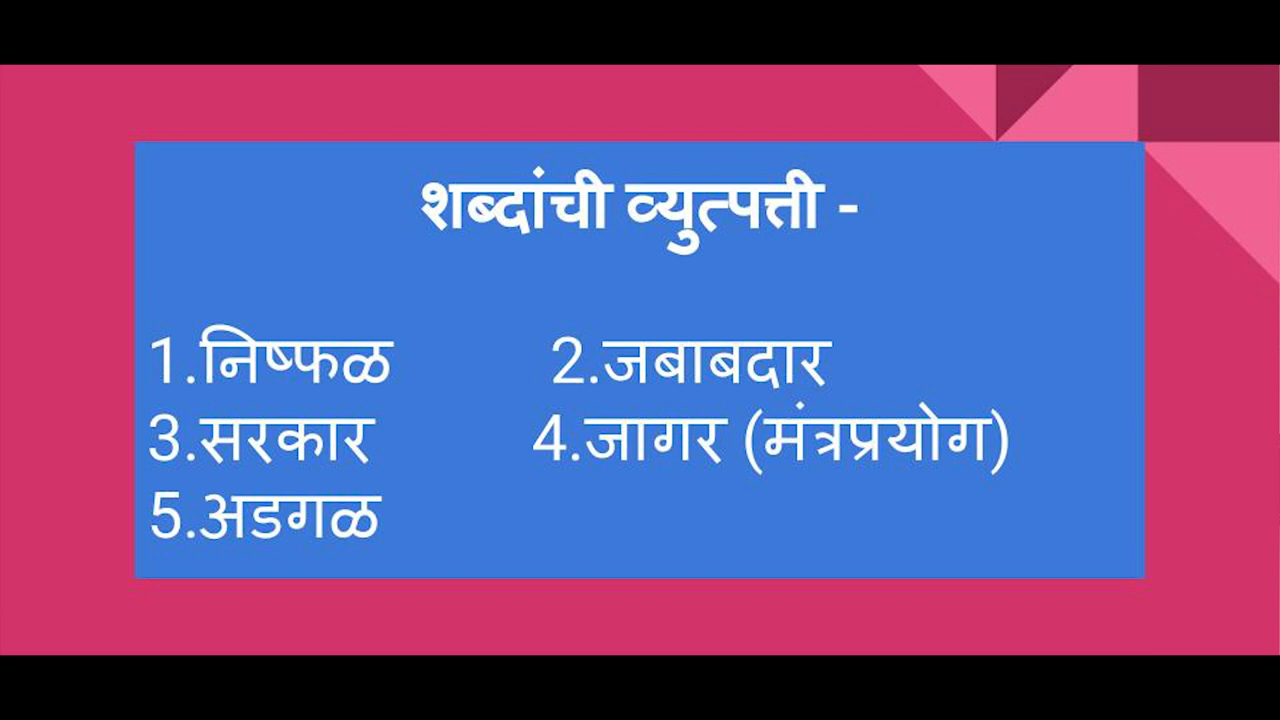 शब्दांची व्युत्पत्ती -
1.निष्फळ 2.जबाबदार
3.सरकार 4.जागर (मंत्रप्रयोग)
5.अडगळ